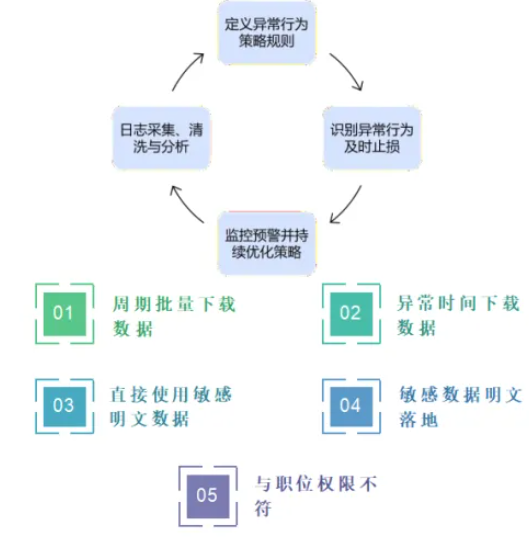 定义异常行为
策略规则
日志采集、清
洗与分析
识别异常行为
及时止损
监控预警并持
续优化策略
01
周期批量下载
数据
02
异常时间下载
数据
03
直接使用敏感
明文数据
04
敏感数据明文
落地
05
与职位权限不
符